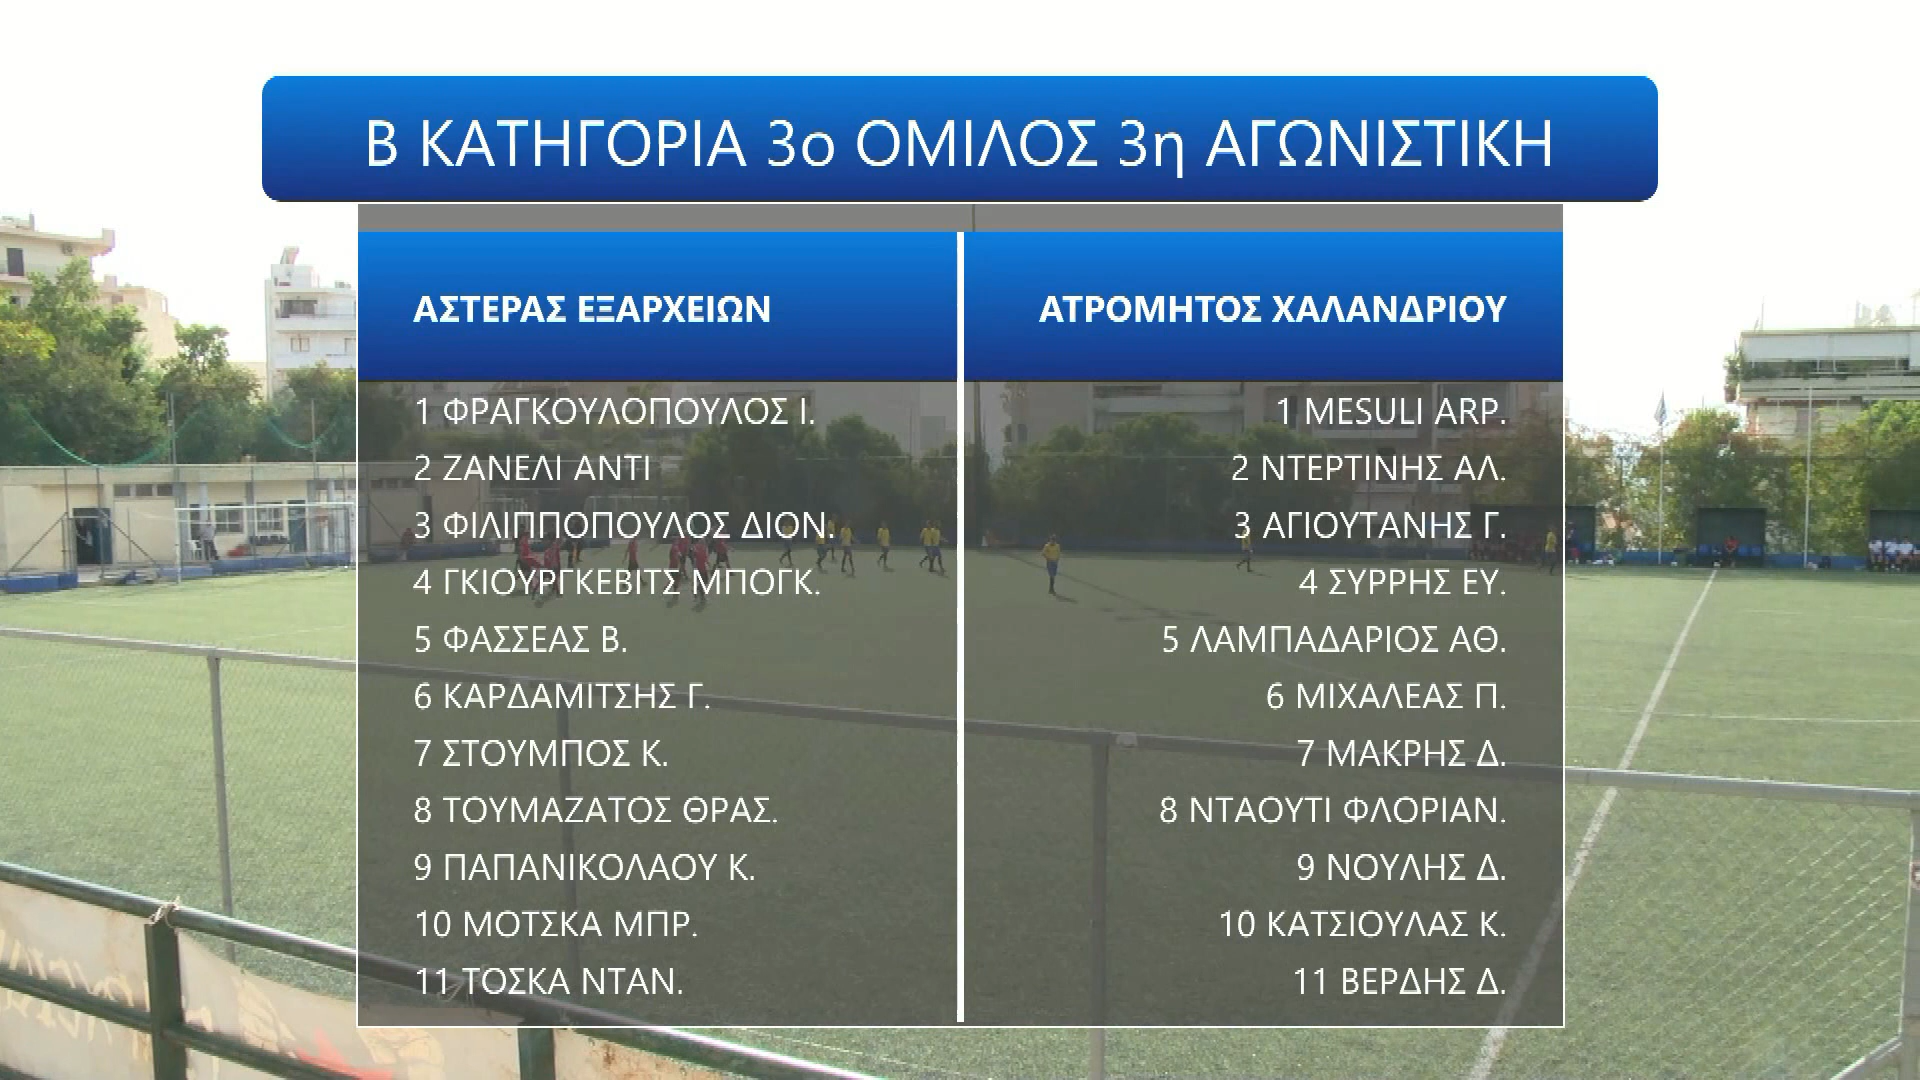 Β ΚΑΤΗΓΟΡΙΑ 3ο ΟΜΙΛΟΣ 3η ΑΓΩΝΙΣΤΙΚΗ
ΑΣΤΕΡΑΣ ΕΞΑΡΧΕΙΩΝ
1 ΦΡΑΓΚΟΥΛΟΠΟΥΛΟΣ Ι.
2 ΖΑΝΕΛΙ ΑΝΤΙ
3 ΦΙΛΙΠΠΟΠΟΥΛΟΣ ΔΙΟΝ.
4 ΓΚΙΟΥΡΓΚΕΒΙΤΣ ΜΠΟΓΚ.
5 ΦΑΣΣΕΑΣ Β.
6 ΚΑΡΔΑΜΙΤΣΗΣ Γ.
7 ΣΤΟΥΜΠΟΣ Κ.
8 ΤΟΥΜΑΖΑΤΟΣ ΘΡΑΣ.
9 ΠΑΠΑΝΙΚΟΛΑΟΥ Κ.
10 ΜΟΤΣΚΑ ΜΠΡ.
11 ΤΟΣΚΑ ΝΤΑΝ.
ΑΤΡΟΜΗΤΟΣ ΧΑΛΑΝΔΡΙΟΥ
1 MESULI ARP.
2 ΝΤΕΡΤΙΝΗΣ ΑΛ.
3 ΑΓΙΟΥΤΑΝΗΣ Γ.
4 ΣΥΡΡΗΣ ΕΥ.
5 ΛΑΜΠΑΔΑΡΙΟΣ ΑΘ.
6 ΜΙΧΑΛΕΑΣ Π.
7 ΜΑΚΡΗΣ Δ.
8 ΝΤΑΟΥΤΙ ΦΛΟΡΙΑΝ.
9 ΝΟΥΛΗΣ Δ.
10 ΚΑΤΣΙΟΥΛΑΣ Κ.
11 ΒΕΡΔΗΣ Δ.